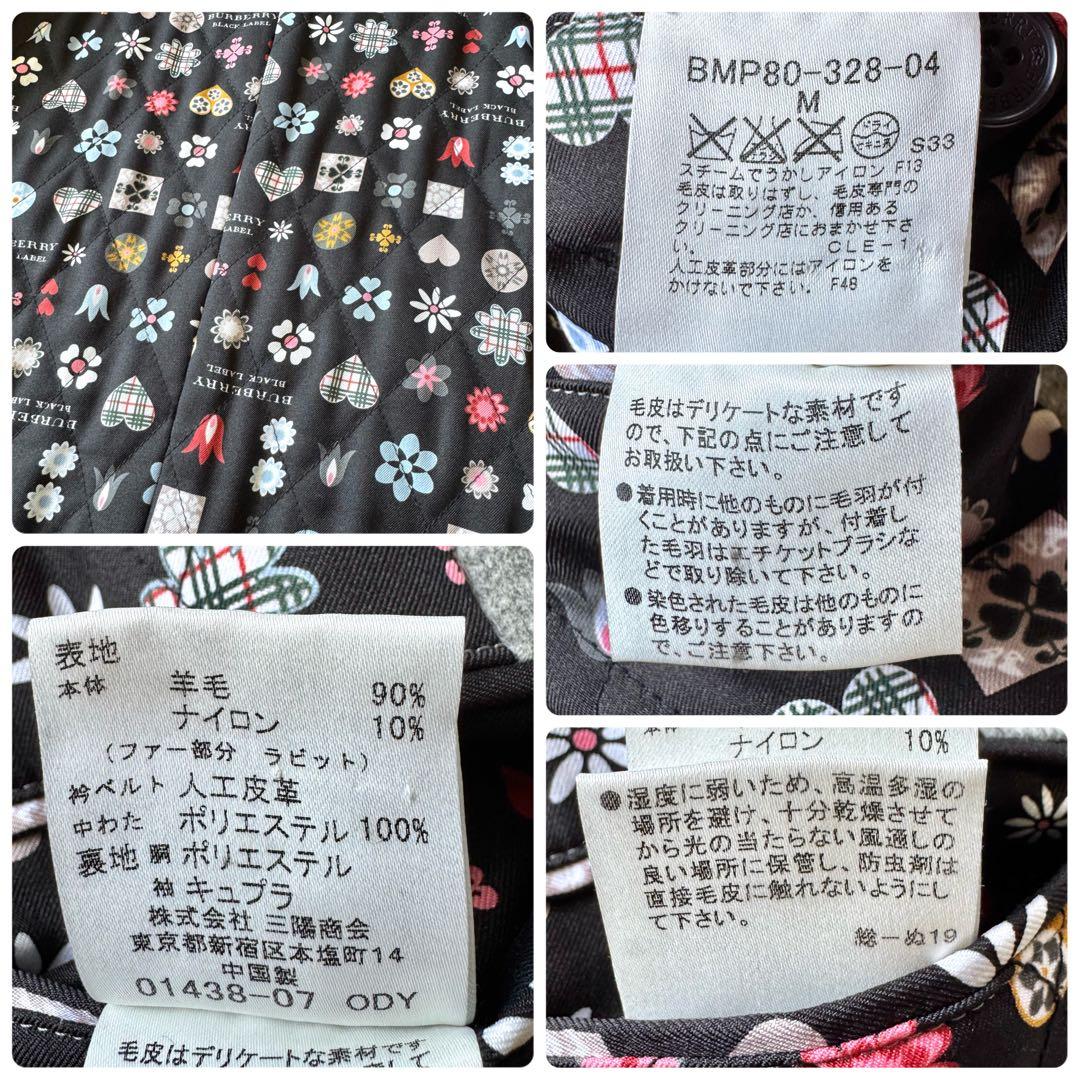 BURBERRY
BLACK LABEL
BURBERRY
BLACK LABEL
BURBERRY
LABEL
BERRY
LABEL
BURBERRY
BLACK LABEL
BURBERRY
BLACK LABEL
BMP80-328-04
M
ドライ
セキユ系
S33
スチームでうかしアイロン F13
毛皮は取りはずし、毛皮専門の
クリーニング店か、信用ある
クリーニング店におまかせ下さ
い。 CLE-1
人工皮革部分にはアイロンを
かけないで下さい。 F48
毛皮はデリケートな素材です
ので、下記の点にご注意して
お取扱い下さい。
●着用時に他のものに毛羽が付
くことがありますが、付着し
た毛羽はエチケットブラシな
どで取り除いて下さい。
●染色された毛皮は他のものに
色移りすることがありますの
で、ご注意下さい。
表地
本体 羊毛 90%
ナイロン 10%
(ファー部分 ラビット)
衿ベルト 人工皮革
中わた ポリエステル 100%
裏地 胴 ポリエステル
袖 キュプラ
株式会社 三陽商会
東京都新宿区本塩町14
中国製
01438-07 ODY
毛皮はデリケートな素材です
本体 ナイロン 10%
●湿度に弱いため、高温多湿の
場所を避け、十分乾燥させて
から光の当たらない風通しの
良い場所に保管し、防虫剤は
直接毛皮に触れないようにし
て下さい。
総-ぬ19